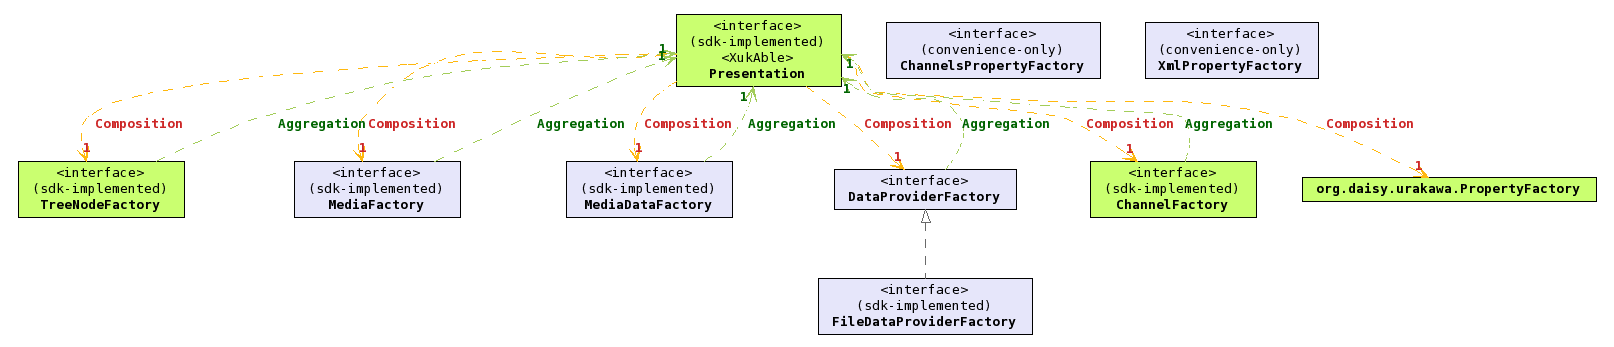 <interface>
(sdk-implemented)
<XukAble>
Presentation
<interface>
(convenience-only)
ChannelsPropertyFactory
<interface>
(convenience-only)
XmlPropertyFactory
1
1
1
1
1
Composition
Aggregation
Composition
Aggregation
Composition
Aggregation
Composition
Aggregation
Composition
Aggregation
Composition
1
1
1
1
1
1
<interface>
(sdk-implemented)
TreeNodeFactory
<interface>
(sdk-implemented)
MediaFactory
<interface>
(sdk-implemented)
MediaDataFactory
<interface>
DataProviderFactory
<interface>
(sdk-implemented)
ChannelFactory
org.daisy.urakawa.PropertyFactory
<interface>
(sdk-implemented)
FileDataProviderFactory